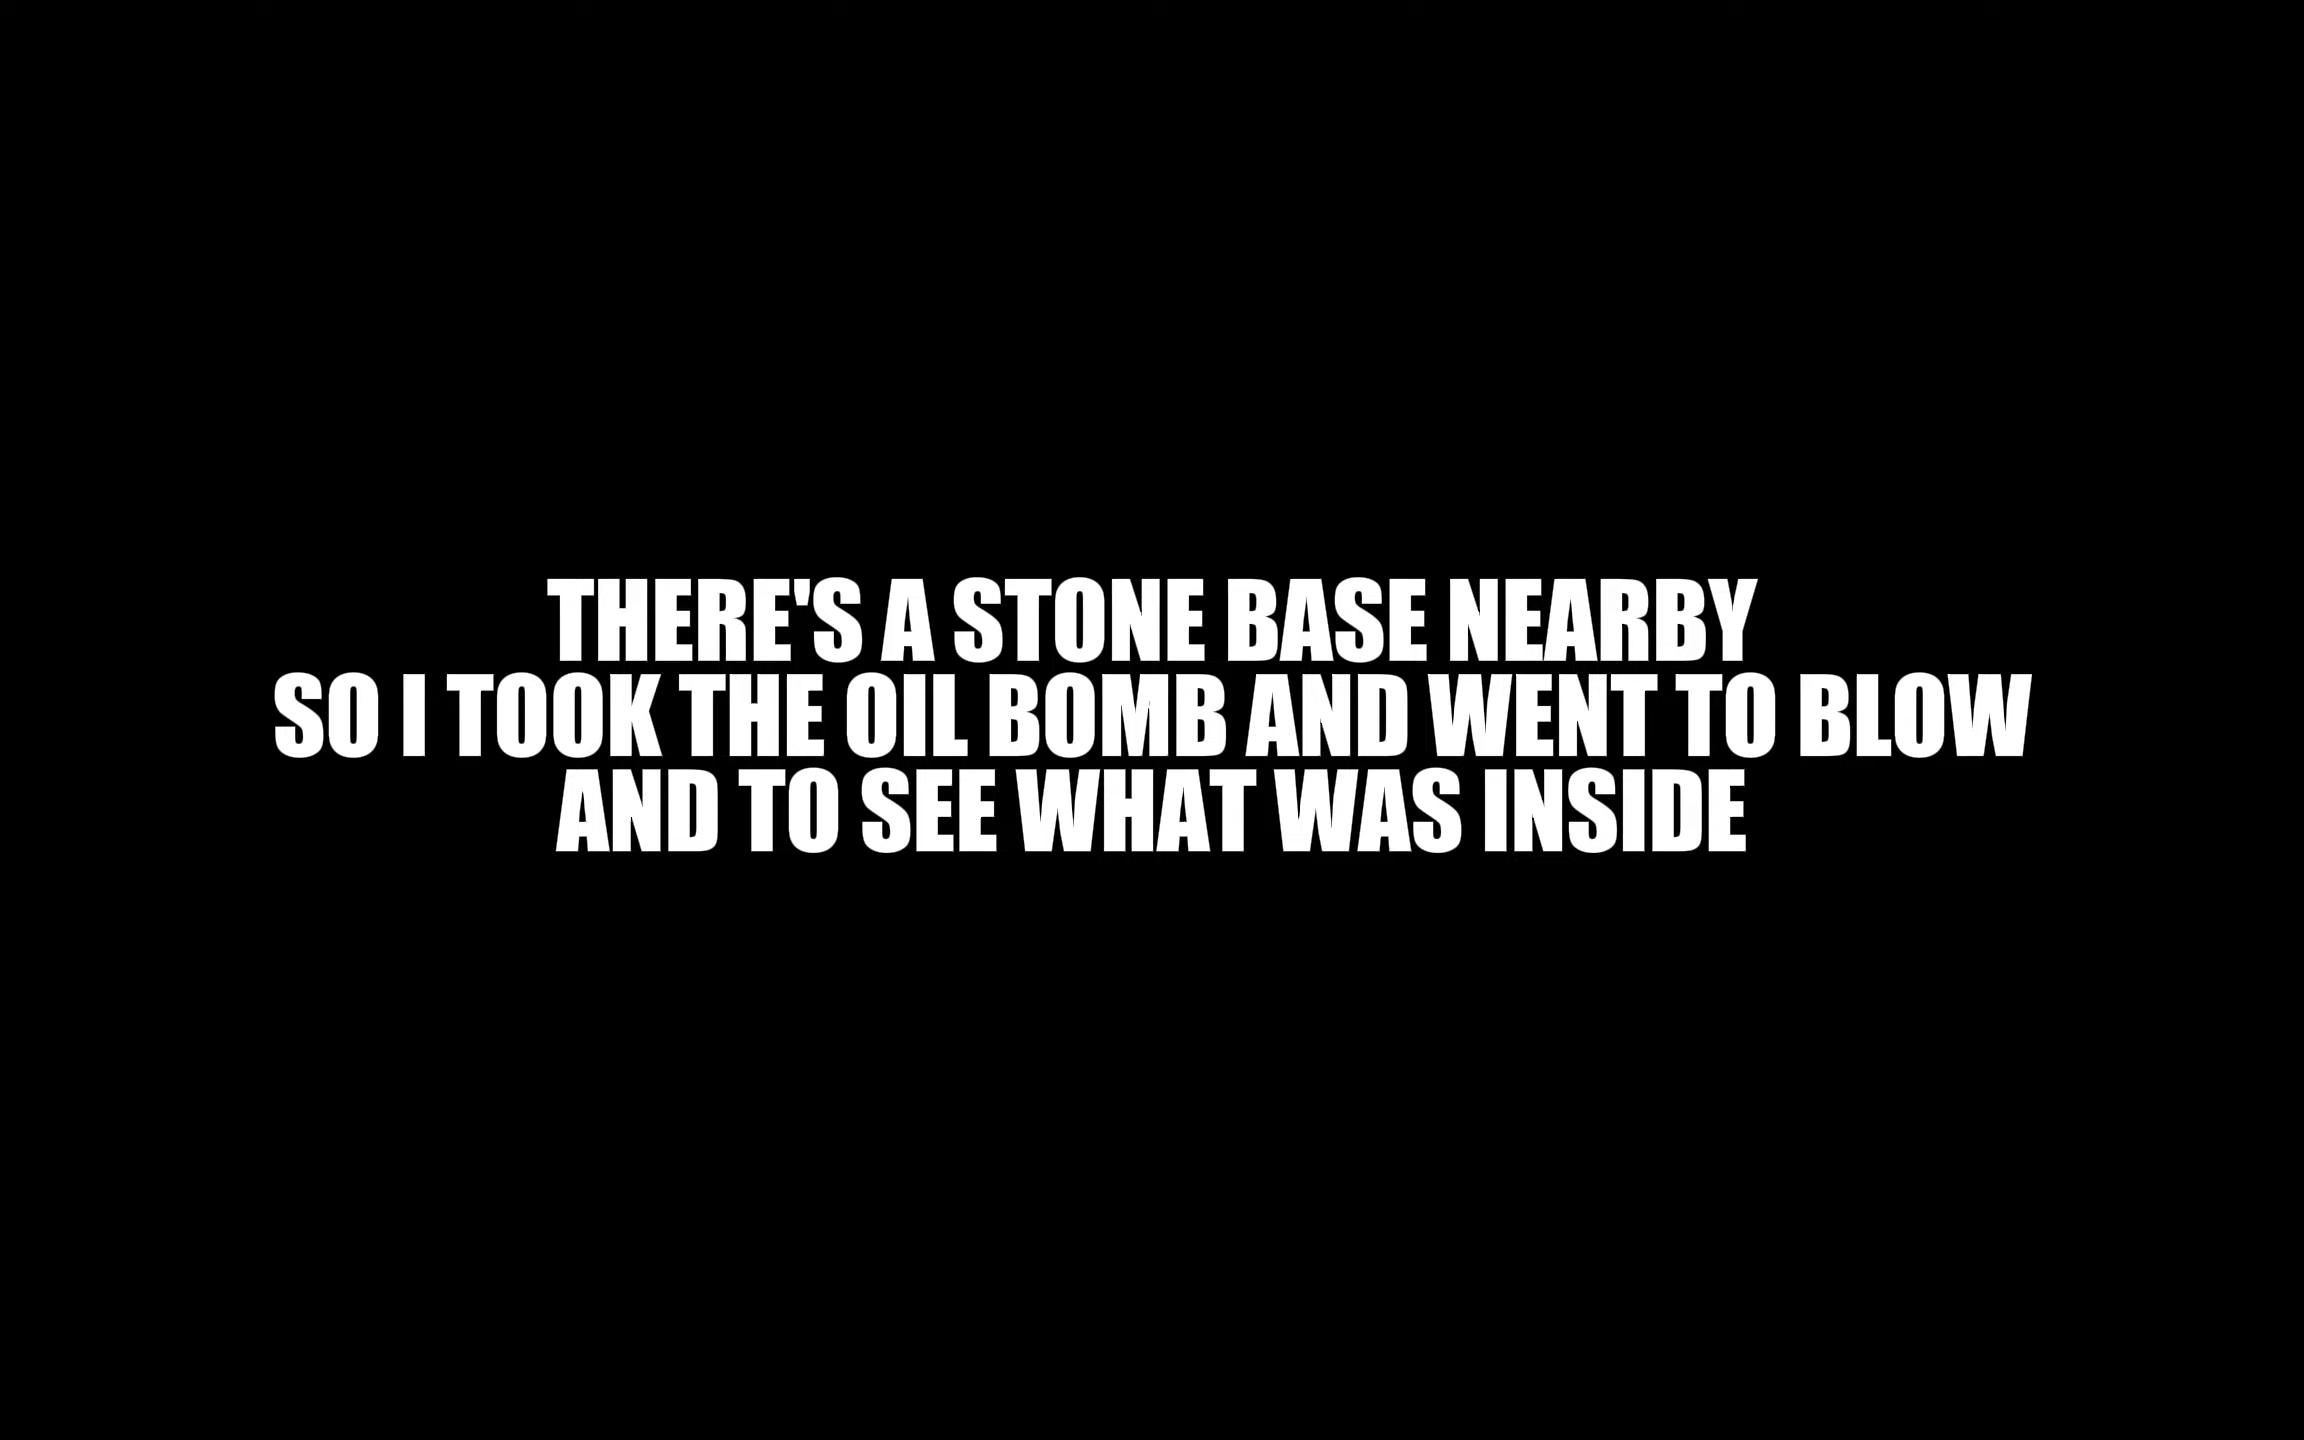 THERE'S A STONE BASE NEARBY
SO I TOOK THE OIL BOMB AND WENT TO BLOW
AND TO SEE WHAT WAS INSIDE